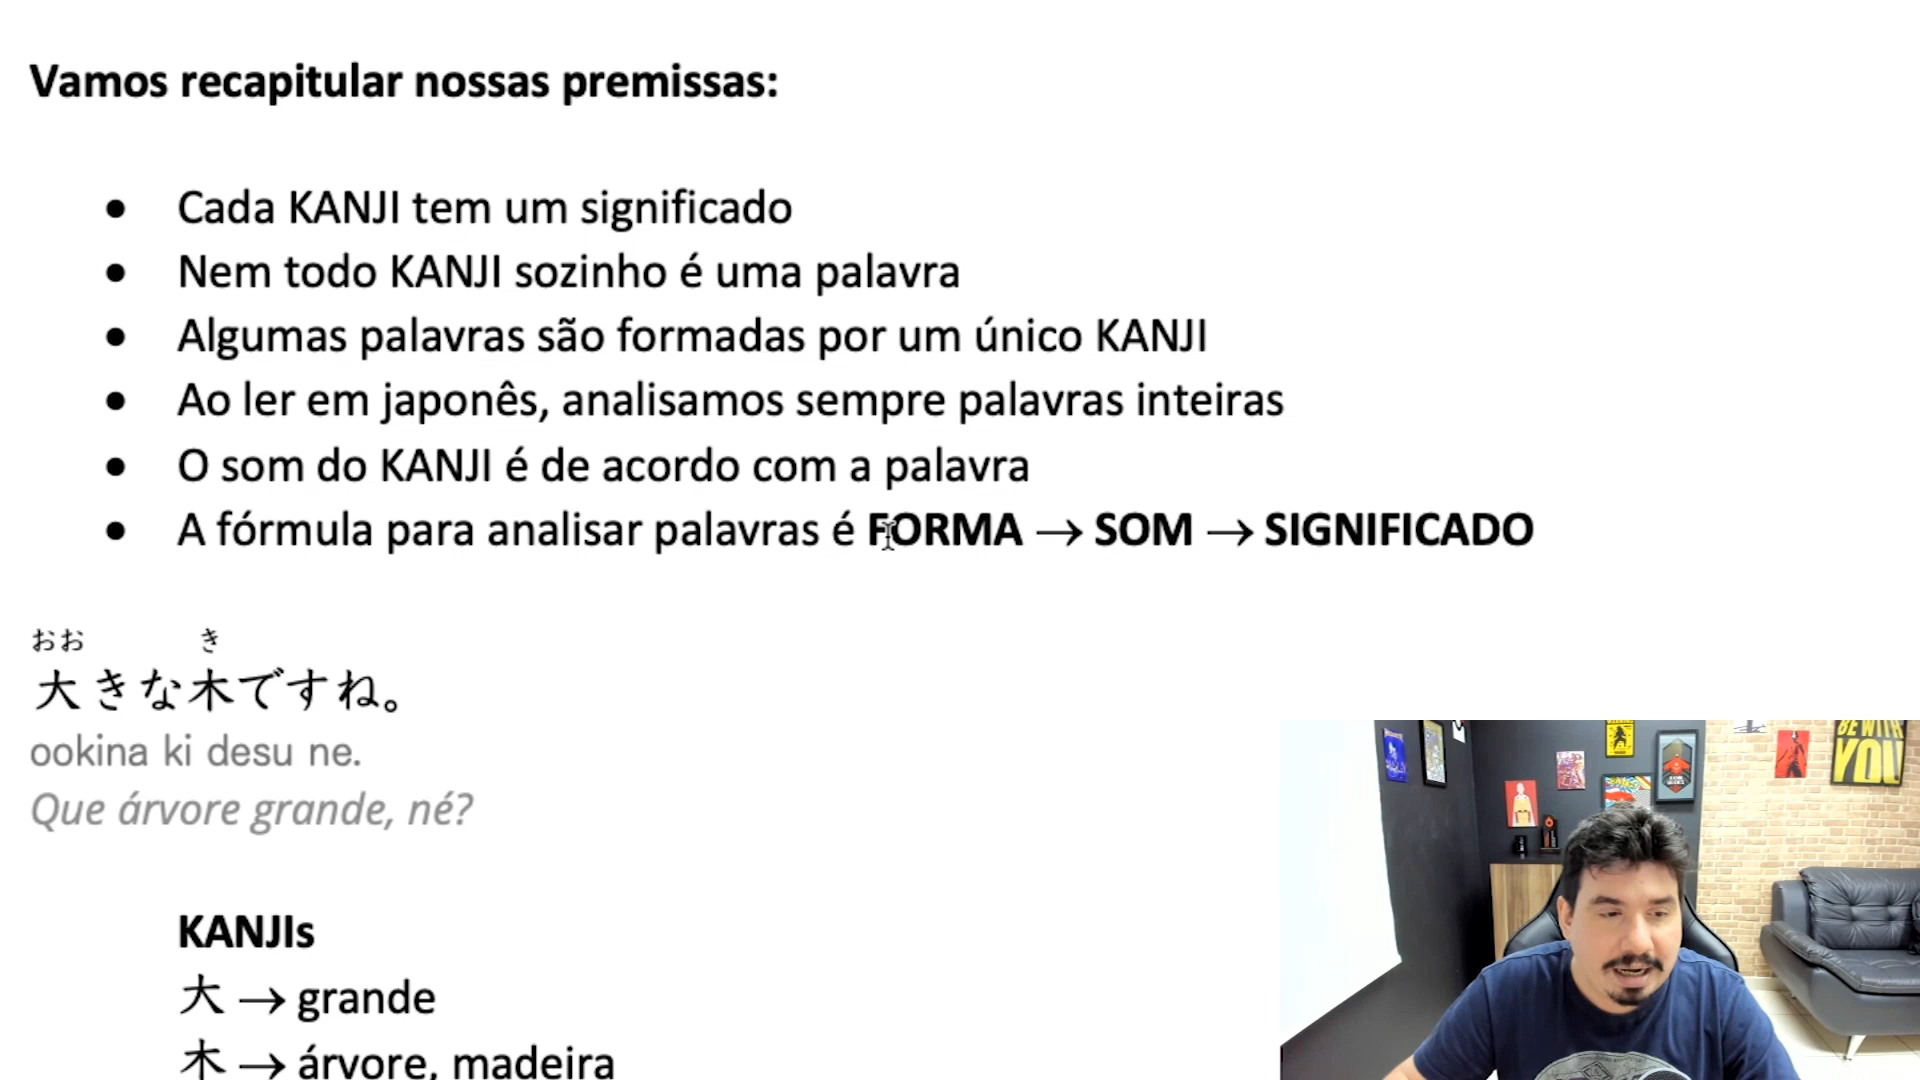 Vamos recapitular nossas premissas:
• Cada KANJI tem um significado
• Nem todo KANJI sozinho é uma palavra
• Algumas palavras são formadas por um único KANJI
• Ao ler em japonês, analisamos sempre palavras inteiras
• O som do KANJI é de acordo com a palavra
• A fórmula para analisar palavras é FORMA → SOM → SIGNIFICADO
おお き
大きな木ですね。
ookina ki desu ne.
Que árvore grande, né?
KANJIs
大 → grande
木 → árvore, madeira
BE WITH
YOU